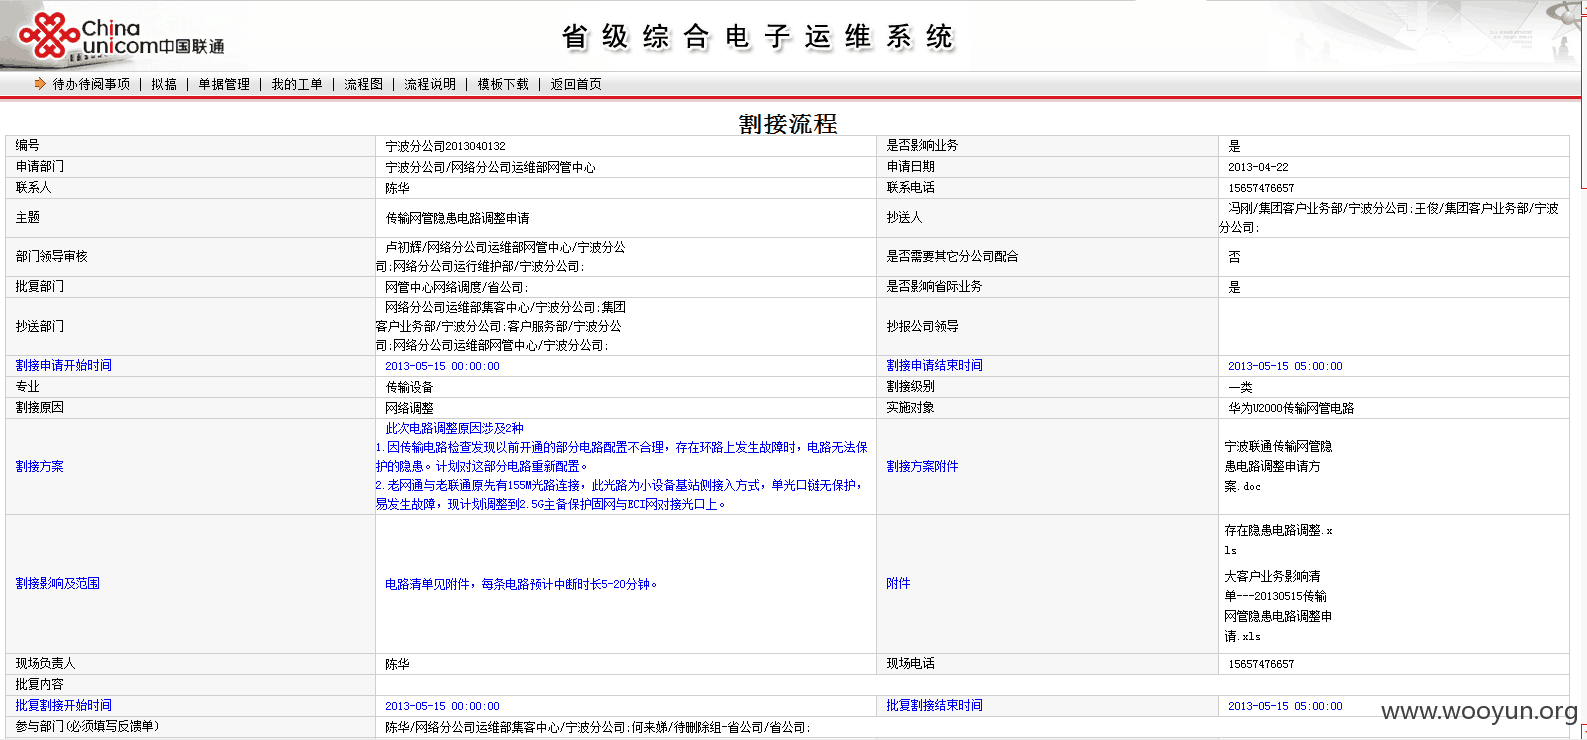 China
unicom中国联通
省级综合电子运维系统
待办待阅事项 | 拟搞 | 单据管理 | 我的工单 | 流程图 | 流程说明 | 模板下载 | 返回首页
割接流程
编号 宁波分公司2013040132 是否影响业务 是
申请部门 宁波分公司/网络分公司运维部网管中心 申请日期 2013-04-22
联系人 陈华 联系电话 15657476657
主题 传输网管隐患电路调整申请 抄送人 冯刚/集团客户业务部/宁波分公司;王俊/集团客户业务部/宁波
分公司;
部门领导审核 卢初辉/网络分公司运维部网管中心/宁波分公
司;网络分公司运行维护部/宁波分公司; 是否需要其它分公司配合 否
批复部门 网管中心网络调度/省公司; 是否影响省际业务 是
抄送部门 网络分公司运维部集客中心/宁波分公司;集团
客户业务部/宁波分公司;客户服务部/宁波分公
司;网络分公司运维部网管中心/宁波分公司; 抄报公司领导
割接申请开始时间 2013-05-15 00:00:00 割接申请结束时间 2013-05-15 05:00:00
专业 传输设备 割接级别 一类
割接原因 网络调整 实施对象 华为U2000传输网管电路
割接方案 此次电路调整原因涉及2种
1.因传输电路检查发现以前开通的部分电路配置不合理，存在环路上发生故障时，电路无法保
护的隐患。计划对这部分电路重新配置。
2.老网通与老联通原先有155M光路连接，此光路为小设备基站侧接入方式，单光口链无保护，
易发生故障，现计划调整到2.5G主备保护固网与ECI网对接光口上。
割接方案附件 宁波联通传输网管隐
患电路调整申请方
案.doc
割接影响及范围 电路清单见附件，每条电路预计中断时长5-20分钟。
附件 存在隐患电路调整.x
ls
大客户业务影响清
单---20130515传输
网管隐患电路调整申
请.xls
现场负责人 陈华 现场电话 15657476657
批复内容
批复割接开始时间 2013-05-15 00:00:00 批复割接结束时间 2013-05-15 05:00:00
参与部门(必须填写反馈单) 陈华/网络分公司运维部集客中心/宁波分公司;何来娣/待删除组-省公司/省公司;
www.wooyun.org